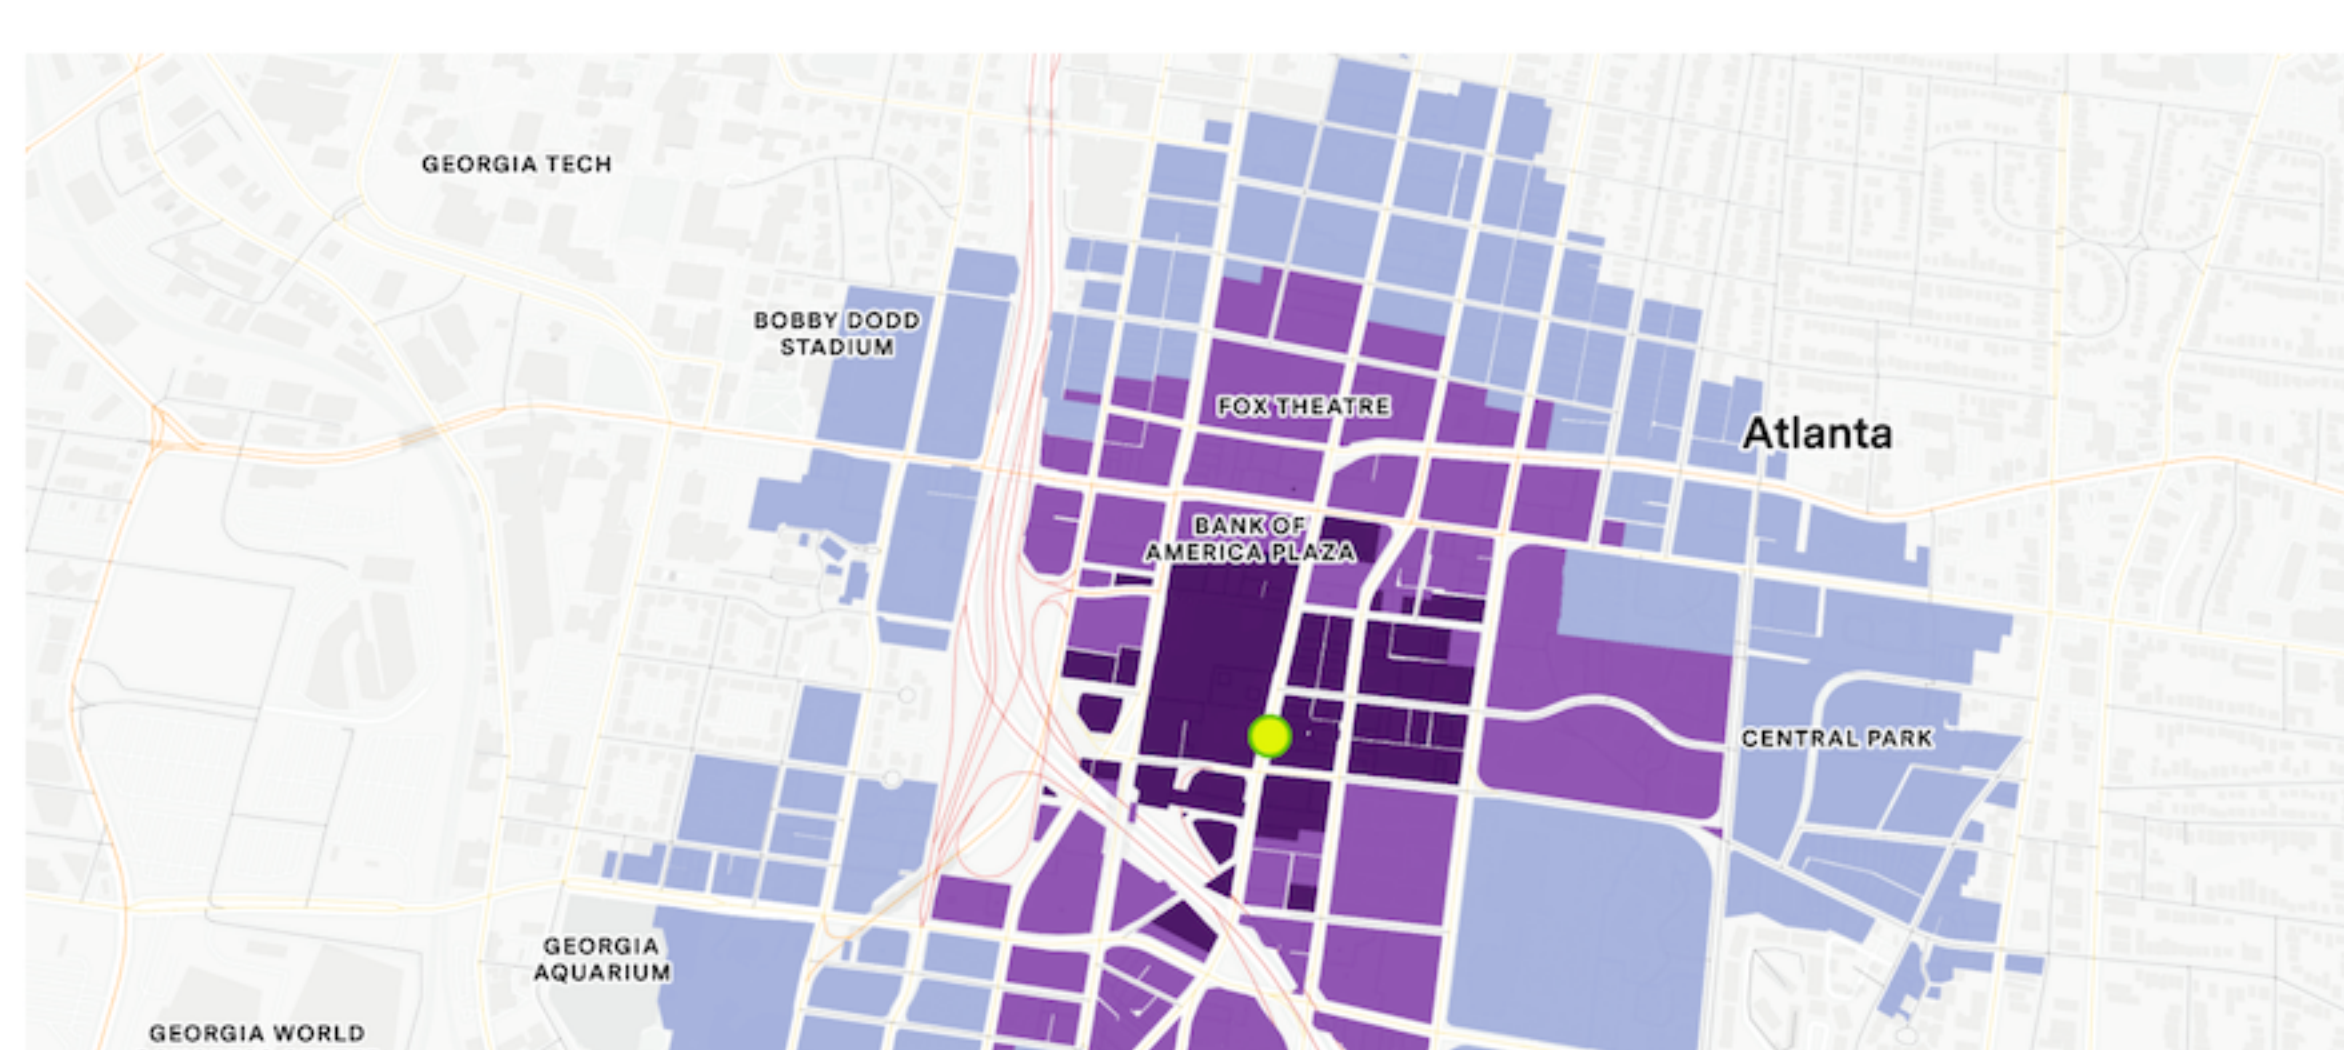 GEORGIA TECH
BOBBY DODD
STADIUM
FOX THEATRE
Atlanta
BANK OF
AMERICA PLAZA
CENTRAL PARK
GEORGIA
AQUARIUM
GEORGIA WORLD